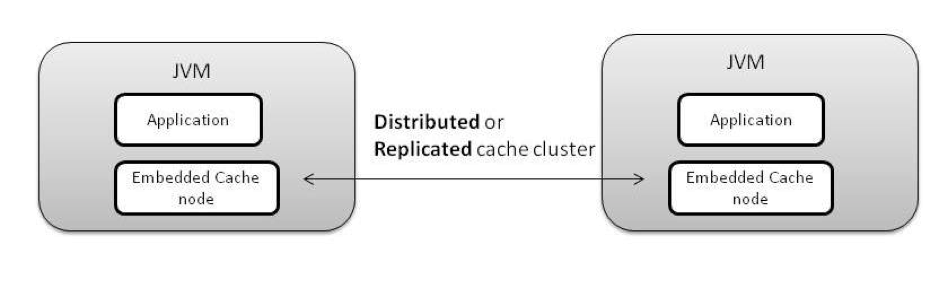 JVM
Application
Embedded Cache
node
Distributed or
Replicated cache cluster
JVM
Application
Embedded Cache
node